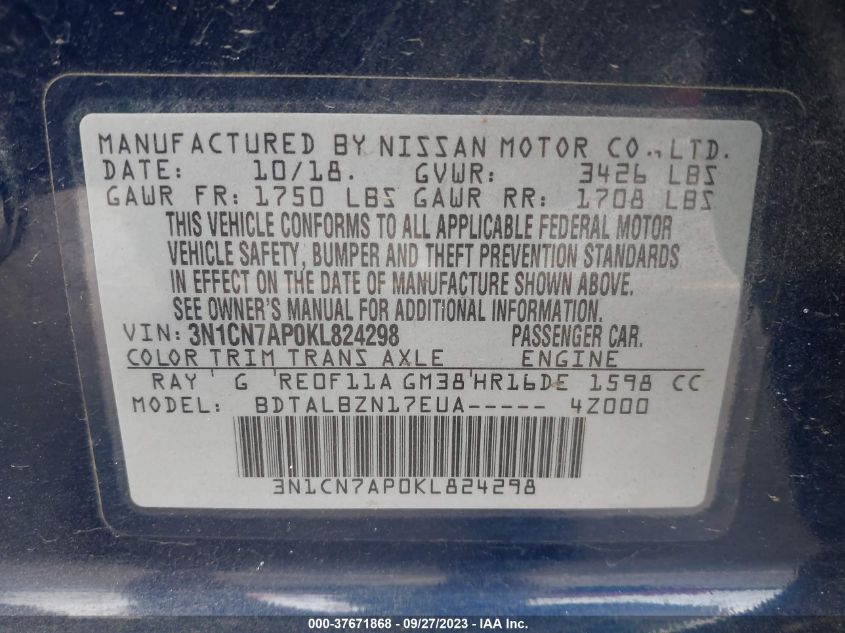 MANUFACTURED BY NISSAN MOTOR CO., LTD.
DATE: 10/18. GVWR: 3426 LBS
GAWR FR: 1750 LBS GAWR RR: 1708 LBS
THIS VEHICLE CONFORMS TO ALL APPLICABLE FEDERAL MOTOR
VEHICLE SAFETY, BUMPER AND THEFT PREVENTION STANDARDS
IN EFFECT ON THE DATE OF MANUFACTURE SHOWN ABOVE.
SEE OWNER'S MANUAL FOR ADDITIONAL INFORMATION.
VIN: 3N1CN7AP0KL824298 PASSENGER CAR.
COLOR TRIM TRANS AXLE ENGINE
RAY ' G 'RE0F11A GM38'HR16DE 1598 CC
MODEL: BDTALBZN17EUA----- 4Z000
3N1CN7AP0KL824298
000-37671868 - 09/27/2023 - IAAI.com